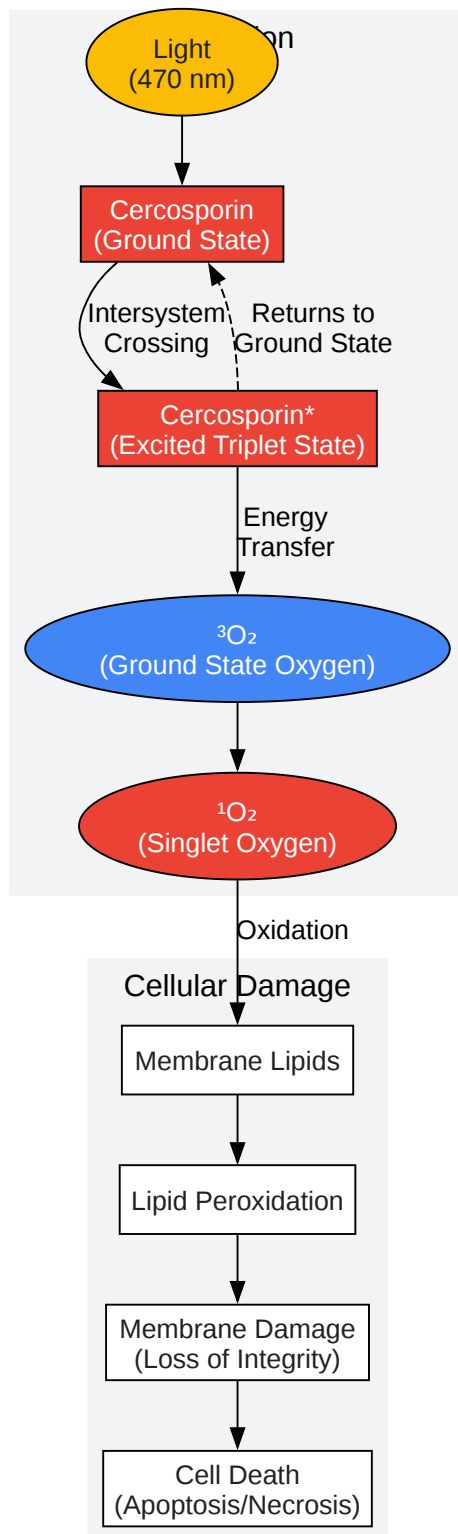 Light
(470 nm)
Cercosporin
(Ground State)
Intersystem
Crossing
Returns to
Ground State
Cercosporin*
(Excited Triplet State)
Energy
Transfer
³O₂
(Ground State Oxygen)
¹O₂
(Singlet Oxygen)
Oxidation
Cellular Damage
Membrane Lipids
Lipid Peroxidation
Membrane Damage
(Loss of Integrity)
Cell Death
(Apoptosis/Necrosis)